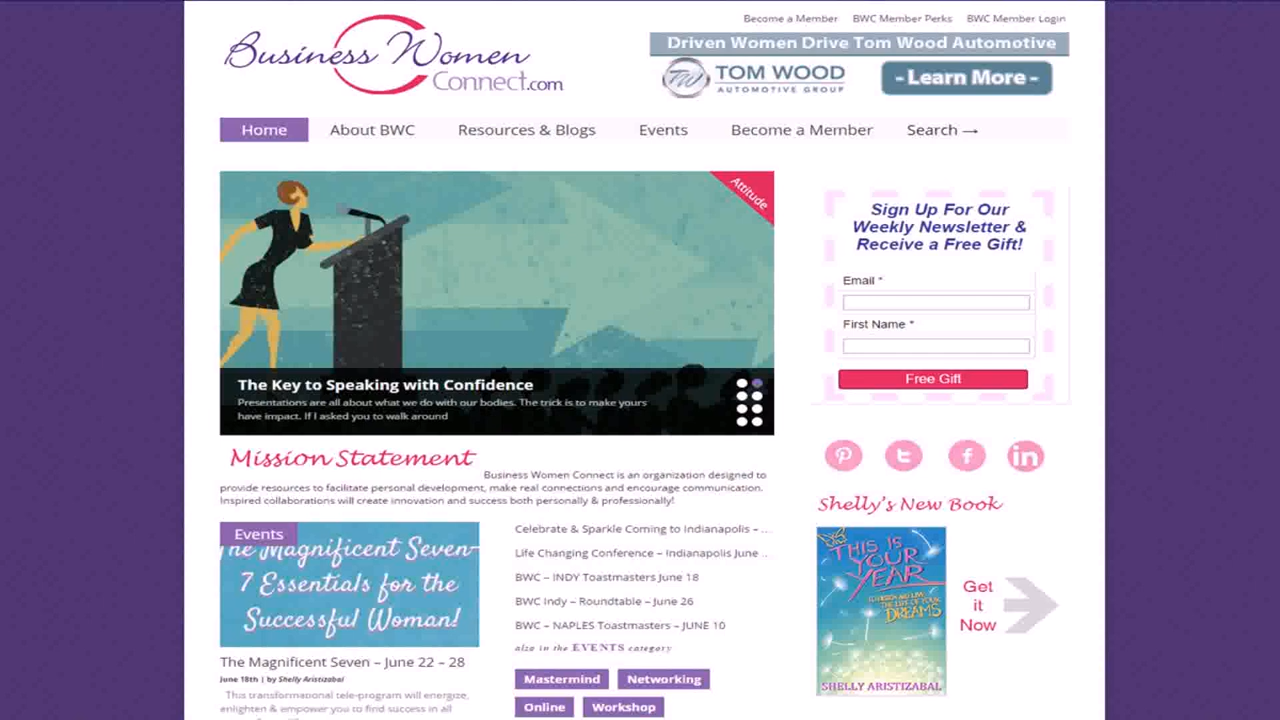 Become a Member BWC Member Perks BWC Member Login
Business Women
Connect.com
Driven Women Drive Tom Wood Automotive
TW TOM WOOD
AUTOMOTIVE GROUP
- Learn More -
Home About BWC Resources & Blogs Events Become a Member Search →
Attitude
The Key to Speaking with Confidence
Presentations are all about what we do with our bodies. The trick is to make yours
have impact. If I asked you to walk around
Sign Up For Our
Weekly Newsletter &
Receive a Free Gift!
Email *
First Name *
Free Gift
Mission Statement
Business Women Connect is an organization designed to
provide resources to facilitate personal development, make real connections and encourage communication.
Inspired collaborations will create innovation and success both personally & professionally!
Events
The Magnificent Seven-
7 Essentials for the
Successful Woman!
The Magnificent Seven – June 22 – 28
June 18th | by Shelly Aristizabal
This transformational tele-program will energize,
enlighten & empower you to find success in all
Celebrate & Sparkle Coming to Indianapolis – ...
Life Changing Conference – Indianapolis June ...
BWC – INDY Toastmasters June 18
BWC Indy – Roundtable – June 26
BWC – NAPLES Toastmasters – JUNE 10
also in the EVENTS category
Mastermind Networking
Online Workshop
Shelly's New Book
THIS IS
YOUR
YEAR
DREAMS
SHELLY ARISTIZABAL
Get
it
Now